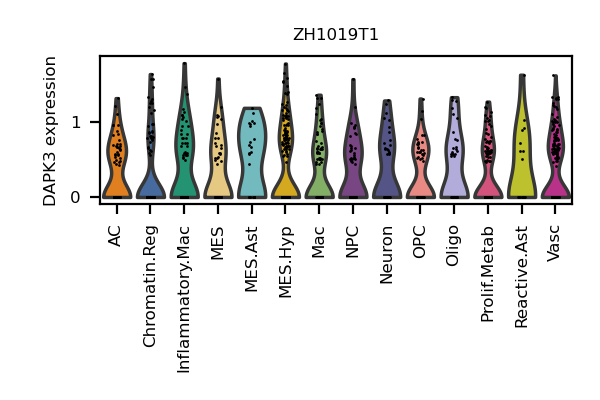 ZH1019T1
DAPK3 expression
1
0
AC
Chromatin.Reg
Inflammatory.Mac
MES
MES.Ast
MES.Hyp
Mac
NPC
Neuron
OPC
Oligo
Prolif.Metab
Reactive.Ast
Vasc